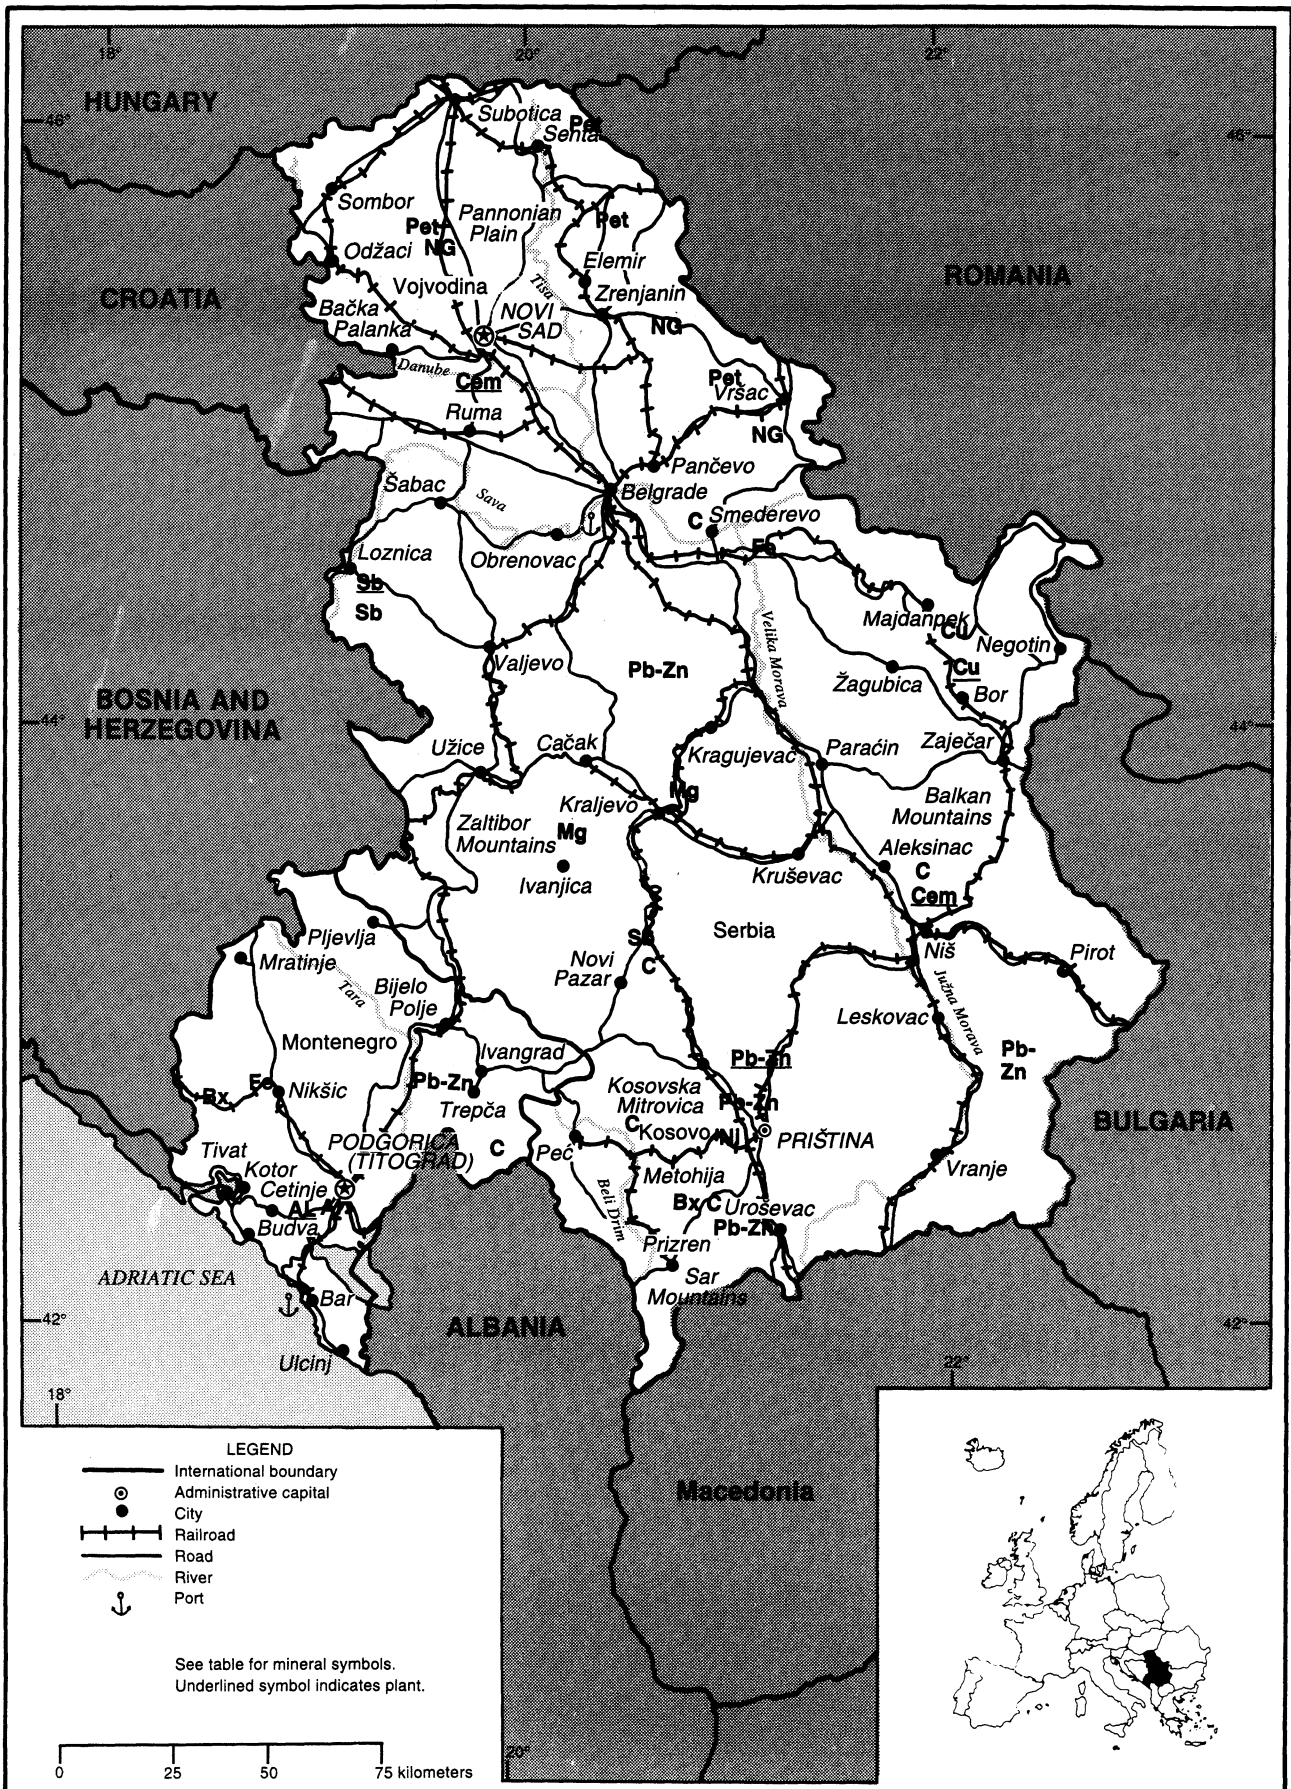 18°
20°
22°
HUNGARY
46°
46°
Subotica
Pet
Senta
Sombor
Pannonian
Plain
Pet
NG
Pet
Odžaci
Elemir
ROMANIA
CROATIA
Vojvodina
Tisa
Zrenjanin
Bačka
Palanka
NOVI
SAD
NG
Danube
Cem
Pet
Vršac
Ruma
NG
Pančevo
Šabac
Sava
Belgrade
C
Smederevo
Loznica
Obrenovac
Fe
Sb
Sb
Majdanpek
Cu
Negotin
Velika Morava
Valjevo
Pb-Zn
Cu
Žagubica
Bor
BOSNIA AND
HERZEGOVINA
44°
44°
Užice
Čačak
Kragujevac
Paraćin
Zaječar
Mg
Kraljevo
Balkan
Mountains
Zaltibor
Mountains
Mg
Aleksinac
C
Ivanjica
Kruševac
Cem
Serbia
Pljevlja
Niš
Pirot
Mratinje
Novi
Pazar
C
Tara
Bijelo
Polje
Južna Morava
Leskovac
Montenegro
Ivangrad
Pb-Zn
Pb-
Zn
Bx
Fe
Nikšic
Pb-Zn
Trepča
Kosovska
Mitrovica
Pb-Zn
BULGARIA
C
Kosovo
Ni
PRIŠTINA
Tivat
PODGORICA
(TITOGRAD)
C
Peć
Metohija
Vranje
Kotor
Cetinje
Beli Drim
Bx
C
Uroševac
AL
Budva
Pb-Zn
Prizren
ADRIATIC SEA
Sar
Mountains
Bar
42°
ALBANIA
42°
Ulcinj
22°
18°
LEGEND
International boundary
Administrative capital
City
Railroad
Road
River
Port
Macedonia
See table for mineral symbols.
Underlined symbol indicates plant.
20°
0
25
50
75 kilometers